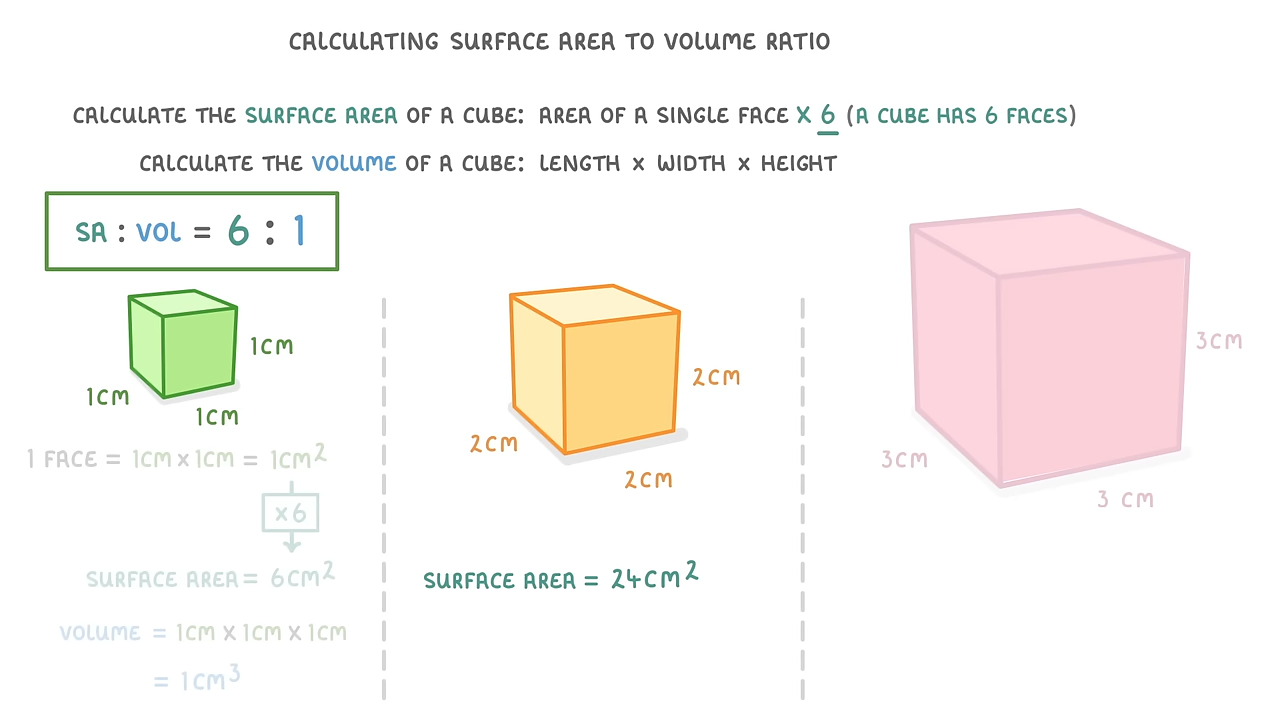 CALCULATING SURFACE AREA TO VOLUME RATIO
CALCULATE THE SURFACE AREA OF A CUBE: AREA OF A SINGLE FACE X 6 (A CUBE HAS 6 FACES)
CALCULATE THE VOLUME OF A CUBE: LENGTH x WIDTH x HEIGHT
SA : VOL = 6 : 1
1CM
1CM
1CM
1 FACE = 1CM x 1CM = 1CM²
x6
SURFACE AREA = 6CM²
VOLUME = 1CM X 1CM X 1CM
= 1CM³
2CM
2CM
2CM
SURFACE AREA = 24CM²
3CM
3CM
3 CM